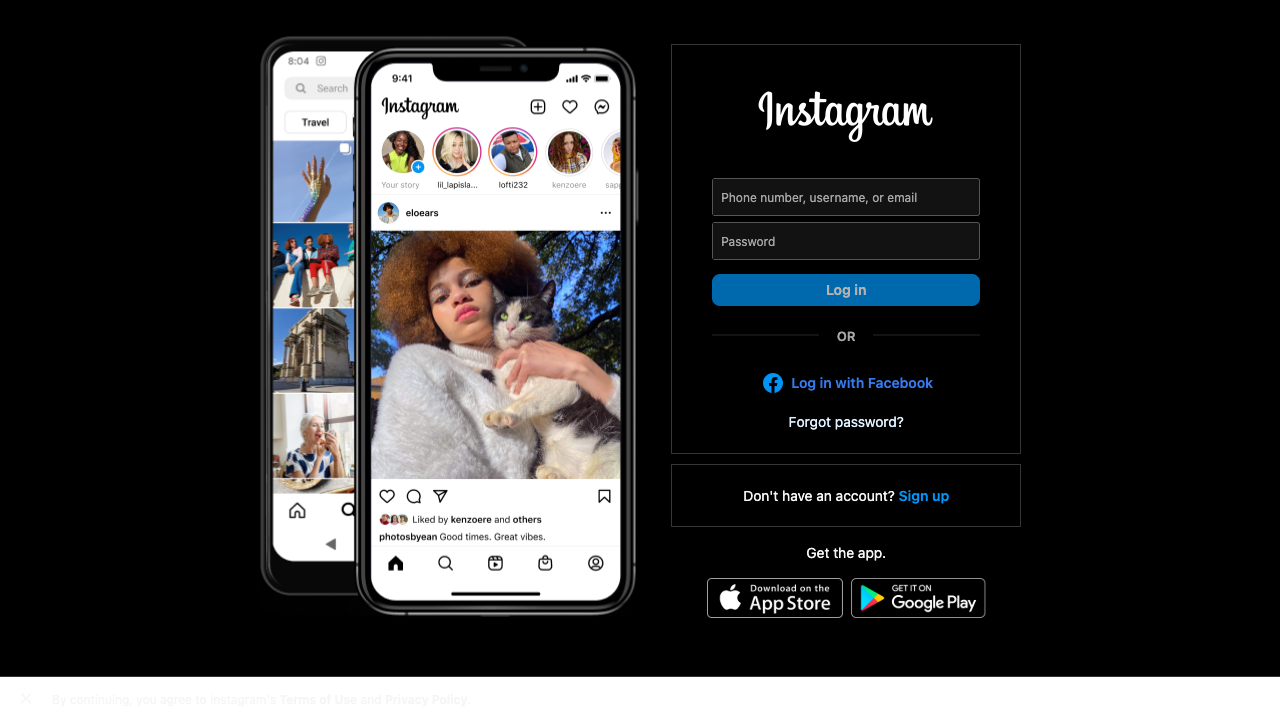 8:04
Search
Travel
9:41
Instagram
Your story
lil_lapisla...
lofti232
kenzoere
sap
eloears
Liked by kenzoere and others
photosbyean Good times. Great vibes.
Instagram
Phone number, username, or email
Password
Log in
OR
Log in with Facebook
Forgot password?
Don't have an account? Sign up
Get the app.
Download on the
App Store
GET IT ON
Google Play
By continuing, you agree to Instagram's Terms of Use and Privacy Policy.